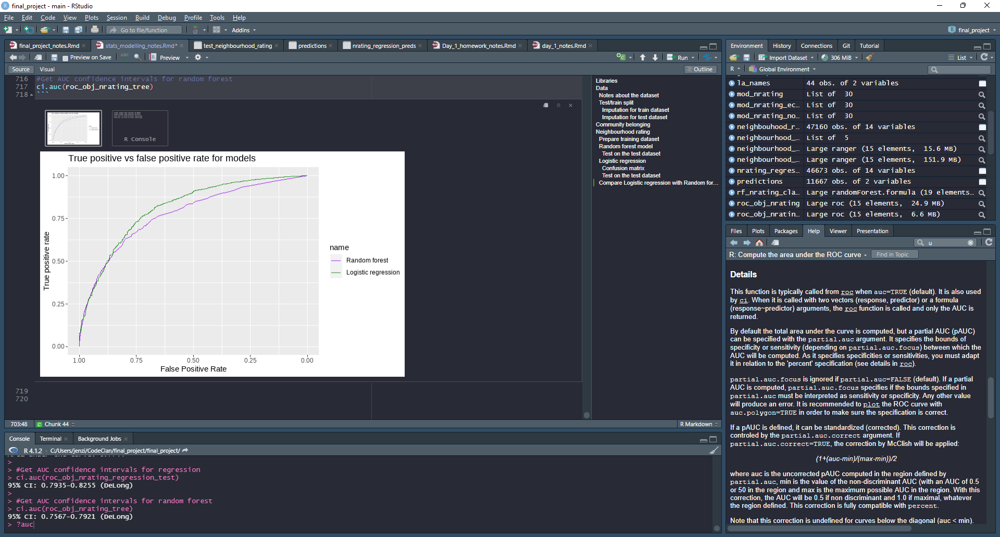 final_project - main - RStudio
File Edit Code View Plots Session Build Debug Profile Tools Help
Go to file/function Addins final_project
final_project_notes.Rmd stats_modelling_notes.Rmd* test_neighbourhood_rating predictions nrating_regression_preds Day_1_homework_notes.Rmd day_1_notes.Rmd
Preview on Save ABC Preview Run
Source Visual Outline
716 #Get AUC confidence intervals for random forest
717 ci.auc(roc_obj_nrating_tree)
718 ```
R Console
True positive vs false positive rate for models
1.00
0.75
0.50
0.25
0.00
True positive rate
1.00 0.75 0.50 0.25 0.00
False Positive Rate
name
Random forest
Logistic regression
719
720
703:48 Chunk 44 R Markdown
Libraries
Data
Notes about the dataset
Test/train split
Imputation for train dataset
Imputation for test dataset
Community belonging
Neighbourhood rating
Prepare training dataset
Random forest model
Test on the test dataset
Logistic regression
Confusion matrix
Test on the test dataset
Compare Logistic regression with Random for...
Console Terminal Background Jobs
R 4.1.2 · C:/Users/jenzi/CodeClan/final_project/final_project/
>
> #Get AUC confidence intervals for regression
> ci.auc(roc_obj_nrating_regression_test)
95% CI: 0.7935-0.8255 (DeLong)
>
> #Get AUC confidence intervals for random forest
> ci.auc(roc_obj_nrating_tree)
95% CI: 0.7567-0.7921 (DeLong)
> ?auc
Environment History Connections Git Tutorial
Import Dataset 306 MiB List
R Global Environment
la_names 44 obs. of 2 variables
mod_nrating List of 30
mod_nrating_ec… List of 30
mod_nrating_no… List of 30
neighbouhood_r… 47160 obs. of 14 variables
neighbourhood_… List of 5
neighbourhood_… Large ranger (15 elements, 15.6 MB)
neighbourhood_… Large ranger (15 elements, 151.9 MB)
nrating_regres… 46673 obs. of 14 variables
predictions 11667 obs. of 2 variables
rf_nrating_cla… Large randomForest.formula (19 elements…
roc_obj_nrating Large roc (15 elements, 24.9 MB)
roc_obj_nratin… Large roc (15 elements, 6.6 MB)
Files Plots Packages Help Viewer Presentation
u
R: Compute the area under the ROC curve Find in Topic
Details
This function is typically called from roc when auc=TRUE (default). It is also used
by ci. When it is called with two vectors (response, predictor) or a formula
(response~predictor) arguments, the roc function is called and only the AUC is
returned.
By default the total area under the curve is computed, but a partial AUC (pAUC)
can be specified with the partial.auc argument. It specifies the bounds of
specificity or sensitivity (depending on partial.auc.focus) between which the
AUC will be computed. As it specifies specificities or sensitivities, you must adapt
it in relation to the 'percent' specification (see details in roc).
partial.auc.focus is ignored if partial.auc=FALSE (default). If a partial
AUC is computed, partial.auc.focus specifies if the bounds specified in
partial.auc must be interpreted as sensitivity or specificity. Any other value
will produce an error. It is recommended to plot the ROC curve with
auc.polygon=TRUE in order to make sure the specification is correct.
If a pAUC is defined, it can be standardized (corrected). This correction is
controled by the partial.auc.correct argument. If
partial.auc.correct=TRUE, the correction by McClish will be applied:
(1+(auc-min)/(max-min))/2
where auc is the uncorrected pAUC computed in the region defined by
partial.auc, min is the value of the non-discriminant AUC (with an AUC of 0.5
or 50 in the region and max is the maximum possible AUC in the region. With this
correction, the AUC will be 0.5 if non discriminant and 1.0 if maximal, whatever
the region defined. This correction is fully compatible with percent.
Note that this correction is undefined for curves below the diagonal (auc < min).